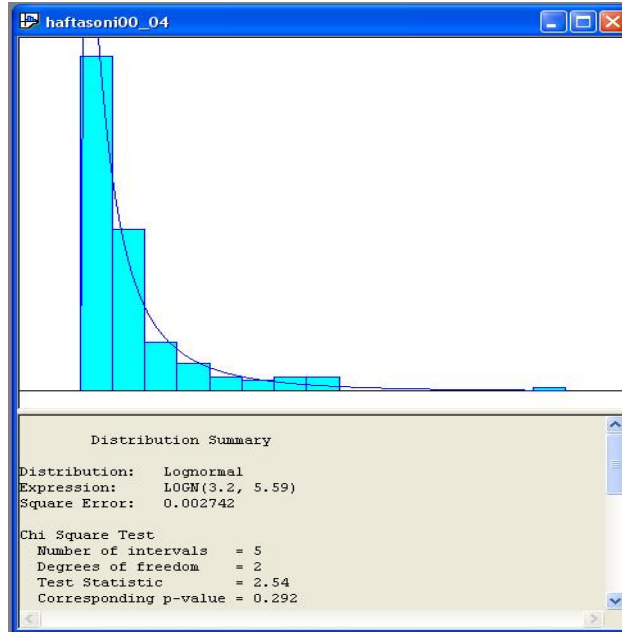 haftasoni00_04
Distribution Summary
Distribution: Lognormal
Expression: LOGN(3.2, 5.59)
Square Error: 0.002742
Chi Square Test
Number of intervals = 5
Degrees of freedom = 2
Test Statistic = 2.54
Corresponding p-value = 0.292